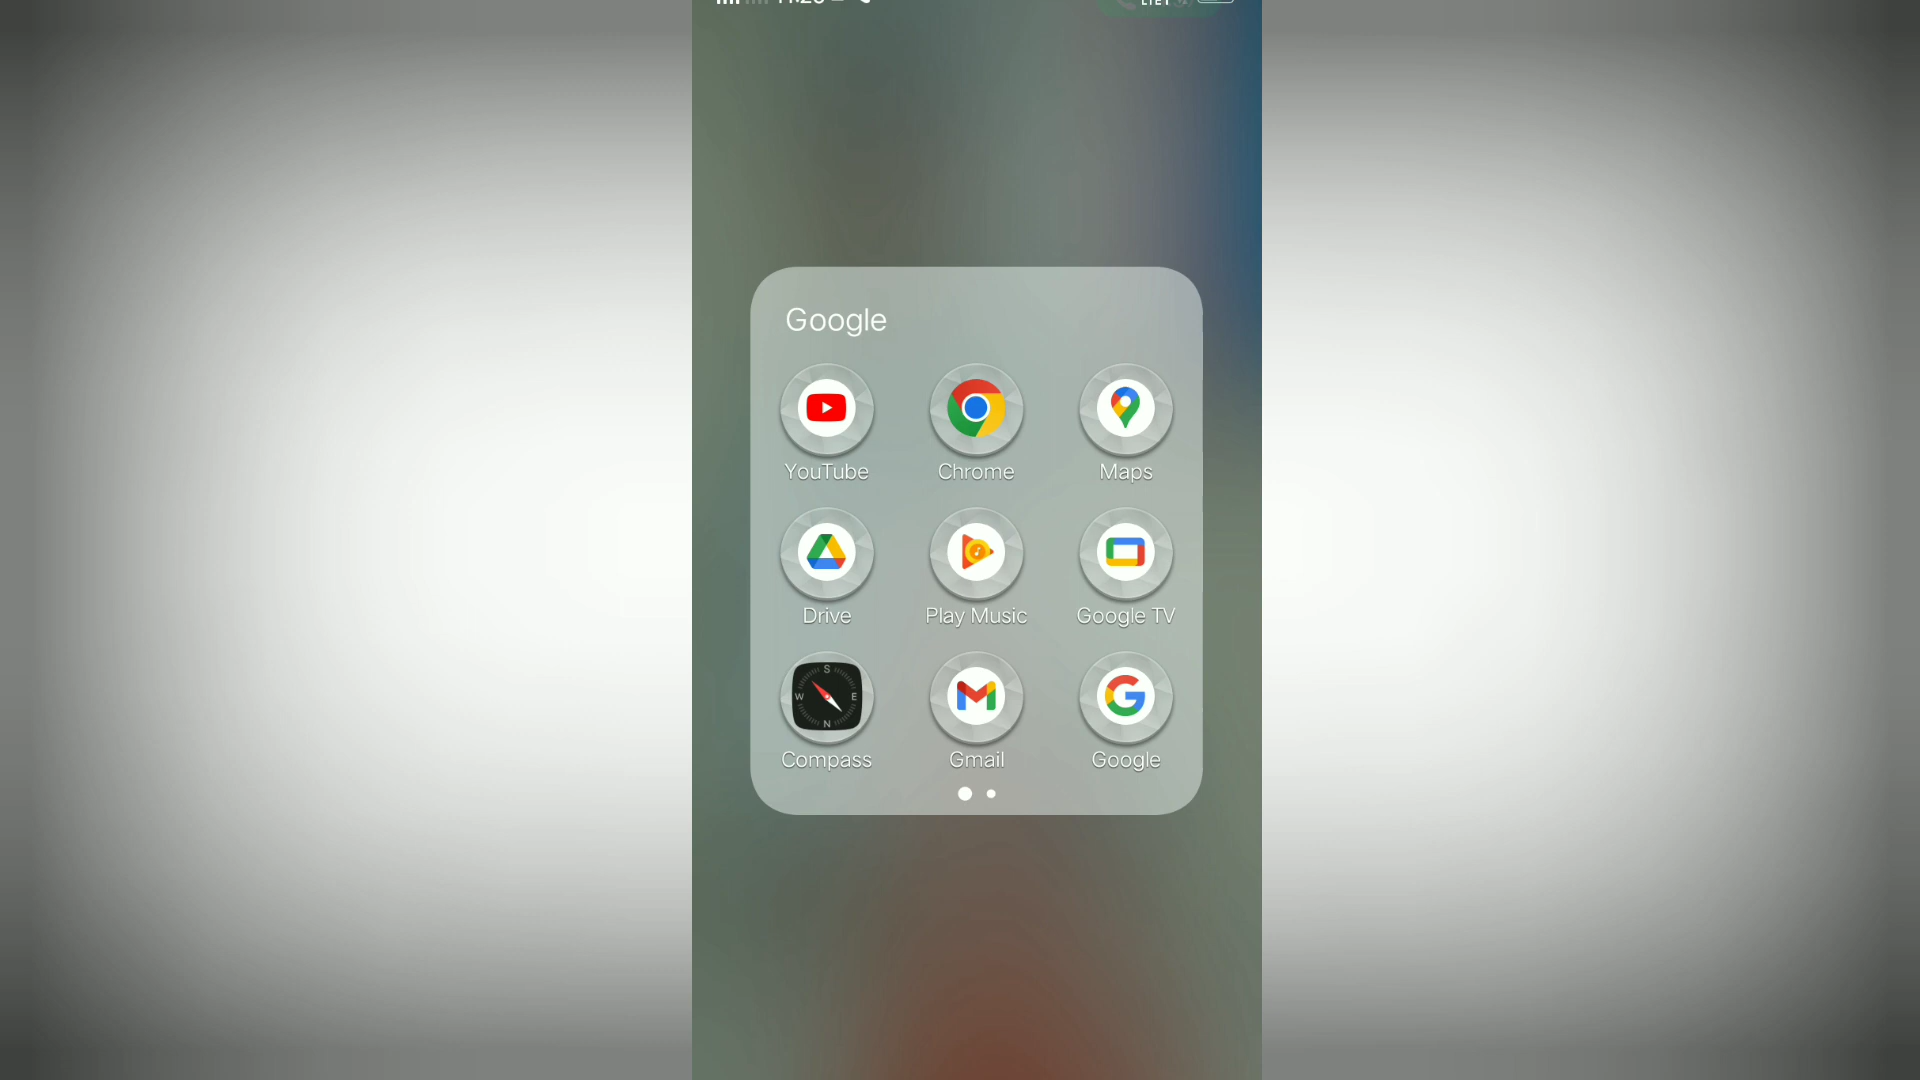 Google
YouTube Chrome Maps
Drive Play Music Google TV
S
W E
N
Compass Gmail Google